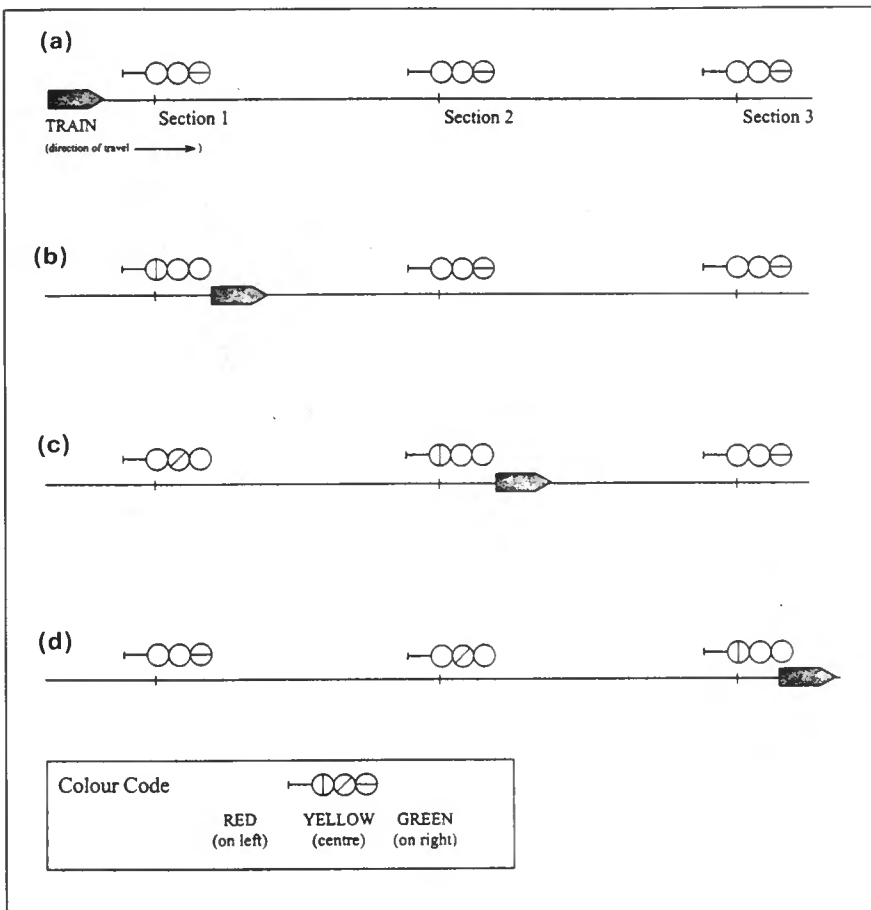 (a)
Section 1 Section 2 Section 3
TRAIN
(direction of travel )
(b)
(c)
(d)
Colour Code
RED YELLOW GREEN
(on left) (centre) (on right)